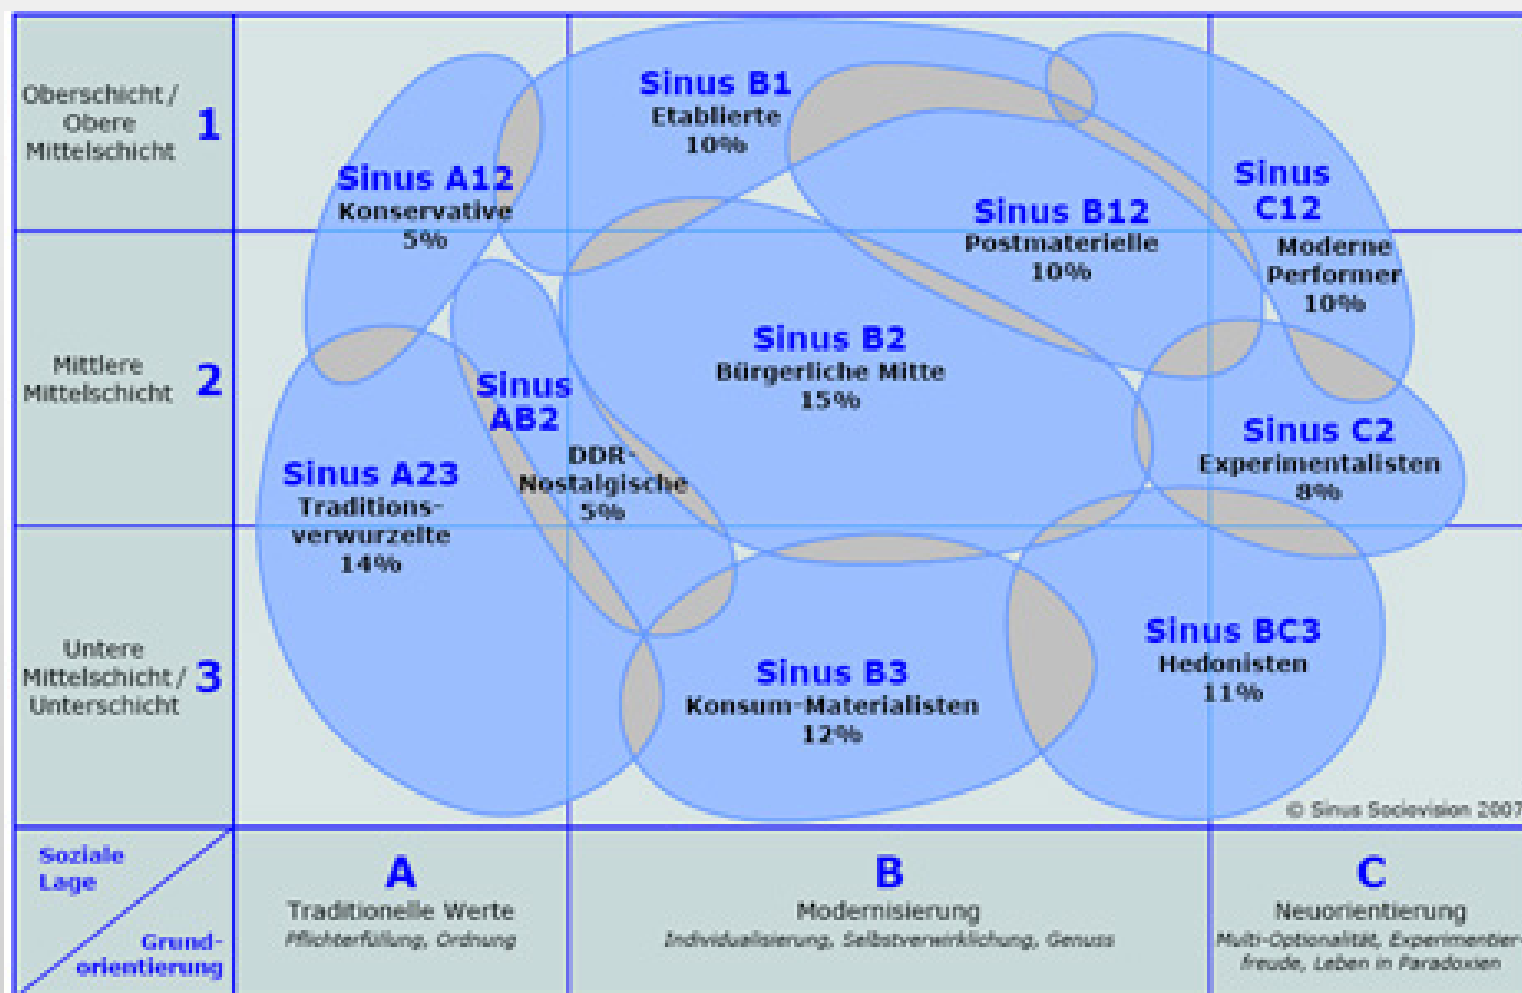 Oberschicht /
Obere
Mittelschicht
1
Mittlere
Mittelschicht
2
Untere
Mittelschicht /
Unterschicht
3
Sinus B1
Etablierte
10%
Sinus A12
Konservative
5%
Sinus B12
Postmaterielle
10%
Sinus
C12
Moderne
Performer
10%
Sinus B2
Bürgerliche Mitte
15%
Sinus
AB2
DDR-
Nostalgische
5%
Sinus A23
Traditions-
verwurzelte
14%
Sinus C2
Experimentalisten
8%
Sinus B3
Konsum-Materialisten
12%
Sinus BC3
Hedonisten
11%
© Sinus Sociovision 2007
Soziale
Lage
Grund-
orientierung
A
Traditionelle Werte
Pflichterfüllung, Ordnung
B
Modernisierung
Individualisierung, Selbstverwirklichung, Genuss
C
Neuorientierung
Multi-Optionalität, Experimentier-
freude, Leben in Paradoxien